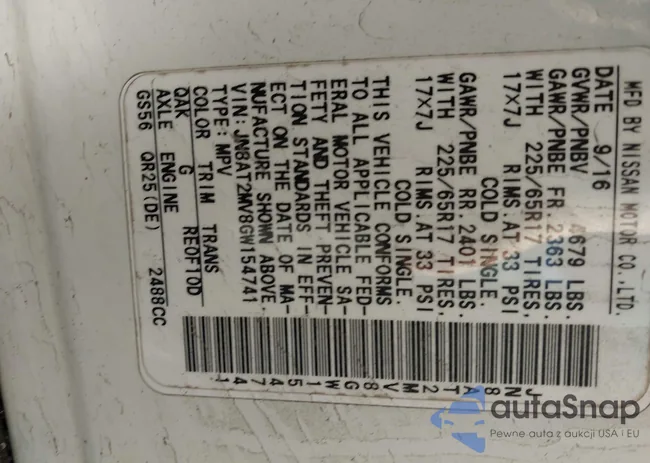 MFD BY NISSAN MOTOR CO.,LTD.
DATE 9/16
GVWR/PNBV 4679 LBS.
GAWR/PNBE FR. 2363 LBS
WITH 225/65R17 TIRES,
17X7J RIMS.AT 33 PSI
COLD SINGLE.
GAWR/PNBE RR. 2401 LBS.
WITH 225/65R17 TIRES,
17X7J RIMS.AT 33 PSI
COLD SINGLE.
THIS VEHICLE CONFORMS
TO ALL APPLICABLE FED-
ERAL MOTOR VEHICLE SA-
FETY AND THEFT PREVEN-
TION STANDARDS IN EFF-
ECT ON THE DATE OF MA-
NUFACTURE SHOWN ABOVE.
VIN: JN8AT2MV8GW154741
TYPE: MPV
COLOR TRIM TRANS
QAK G RE0F10D
AXLE ENGINE
GS56 QR25(DE) 2488CC
JN8AT2MV8GW154741
autoSnap
Pewne auta z aukcji USA i EU